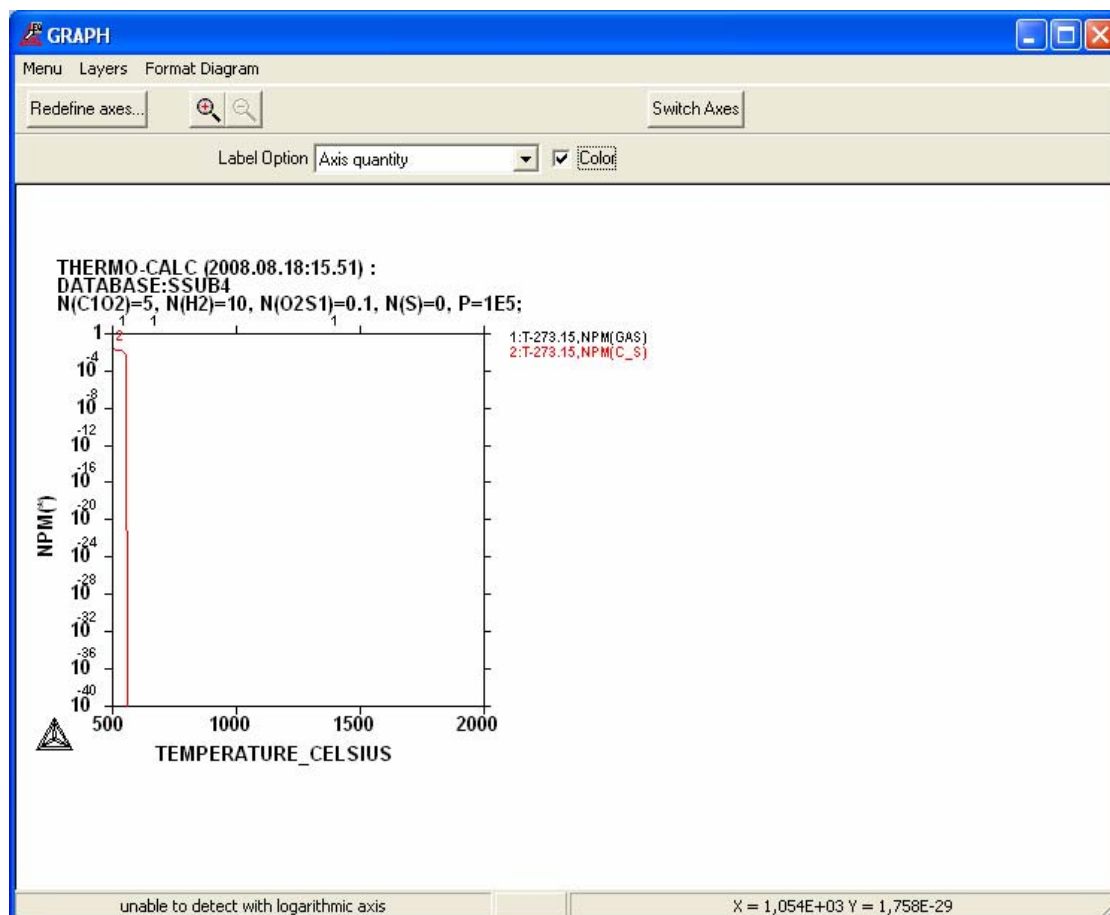 GRAPH
Menu Layers Format Diagram
Redefine axes... Switch Axes
Label Option Axis quantity Color
THERMO-CALC (2008.08.18:15.51) :
DATABASE:SSUB4
N(C1O2)=5, N(H2)=10, N(O2S1)=0.1, N(S)=0, P=1E5;
1 1 1
1
2
1:T-273.15,NPM(GAS)
2:T-273.15,NPM(C_S)
10-4
10-8
10-12
10-16
10-20
10-24
10-28
10-32
10-36
10-40
NPM(*)
500 1000 1500 2000
TEMPERATURE_CELSIUS
unable to detect with logarithmic axis X = 1,054E+03 Y = 1,758E-29